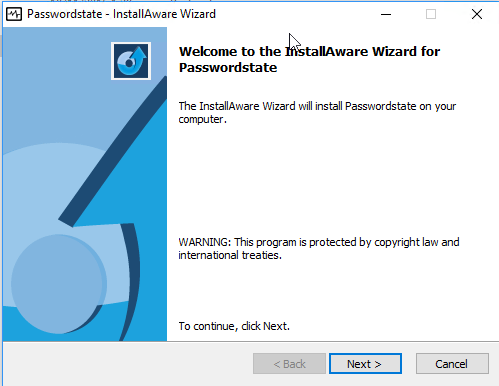 Passwordstate - InstallAware Wizard
Welcome to the InstallAware Wizard for
Passwordstate
The InstallAware Wizard will install Passwordstate on your
computer.
WARNING: This program is protected by copyright law and
international treaties.
To continue, click Next.
< Back
Next >
Cancel